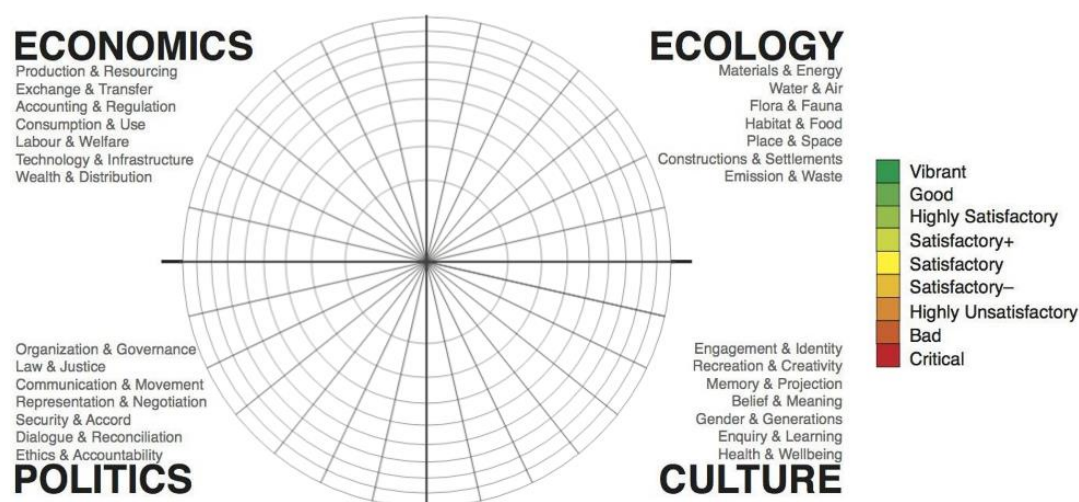 ECONOMICS
Production & Resourcing
Exchange & Transfer
Accounting & Regulation
Consumption & Use
Labour & Welfare
Technology & Infrastructure
Wealth & Distribution
ECOLOGY
Materials & Energy
Water & Air
Flora & Fauna
Habitat & Food
Place & Space
Constructions & Settlements
Emission & Waste
Vibrant
Good
Highly Satisfactory
Satisfactory+
Satisfactory
Satisfactory–
Highly Unsatisfactory
Bad
Critical
Organization & Governance
Law & Justice
Communication & Movement
Representation & Negotiation
Security & Accord
Dialogue & Reconciliation
Ethics & Accountability
POLITICS
Engagement & Identity
Recreation & Creativity
Memory & Projection
Belief & Meaning
Gender & Generations
Enquiry & Learning
Health & Wellbeing
CULTURE